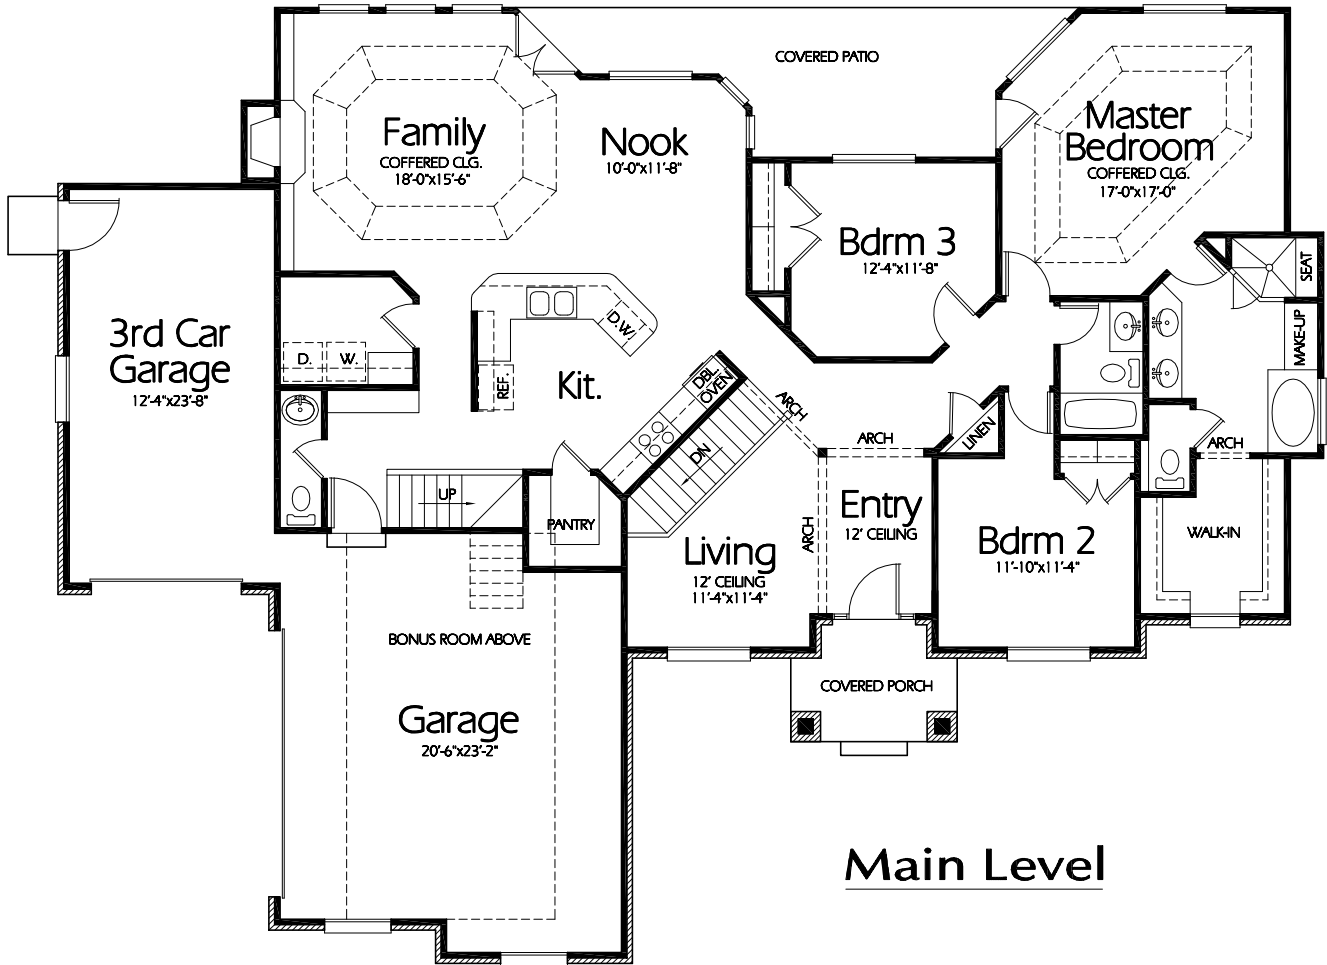 COVERED PATIO
Family
COFFERED CLG.
18'-0"x15'-6"
Nook
10'-0"x11'-8"
Master
Bedroom
COFFERED CLG.
17'-0"x17'-0"
Bdrm 3
12'-4"x11'-8"
SEAT
MAKE-UP
3rd Car
Garage
12'-4"x23'-8"
D.
W.
D.W.
REF.
Kit.
DBL
OVEN
ARCH
DN
ARCH
LINEN
ARCH
UP
PANTRY
Living
12' CEILING
11'-4"x11'-4"
ARCH
Entry
12' CEILING
Bdrm 2
11'-10"x11'-4"
WALK-IN
BONUS ROOM ABOVE
Garage
20'-6"x23'-2"
COVERED PORCH
Main Level